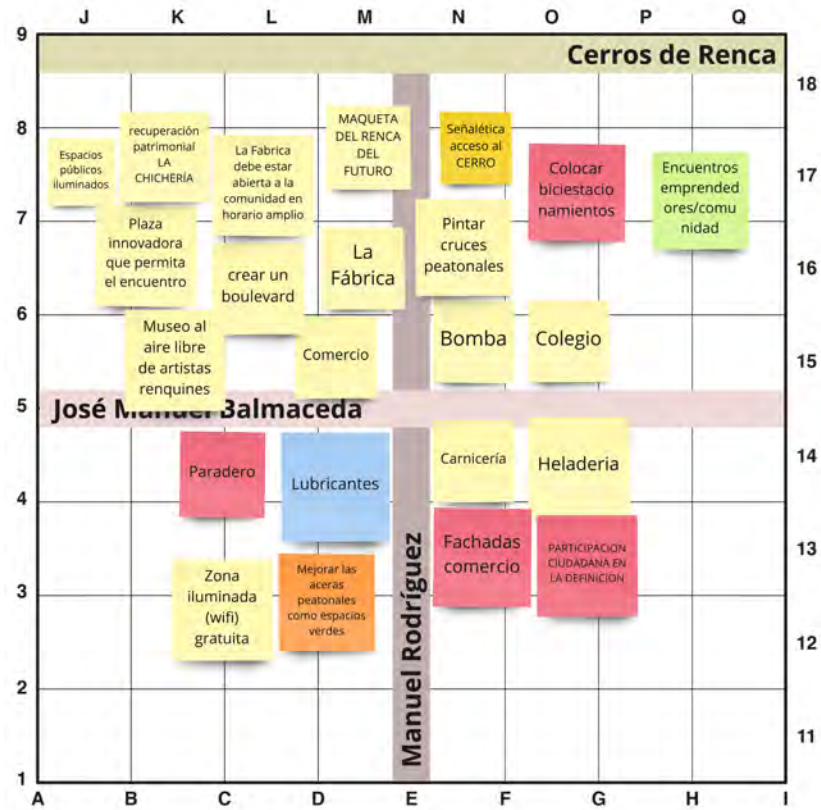 J K L M N O P Q
9
Cerros de Renca
18
8
MAQUETA
DEL RENCA
DEL
FUTURO
recuperación
patrimonial
LA
CHICHERÍA
Señalética
acceso al
CERRO
Espacios
públicos
iluminados
La Fabrica
debe estar
abierta a la
comunidad en
horario amplio
Colocar
biciestacio
namientos
Encuentros
emprended
ores/comu
nidad
17
7
Plaza
innovadora
que permita
el encuentro
crear un
boulevard
La
Fábrica
Pintar
cruces
peatonales
16
6
Museo al
aire libre
de artistas
renquines
Comercio
Bomba
Colegio
15
5
José Manuel Balmaceda
Paradero
Lubricantes
Carnicería
Heladeria
14
4
Manuel Rodríguez
Fachadas
comercio
PARTICIPACION
CIUDADANA EN
LA DEFINICION
13
Zona
iluminada
(wifi)
gratuita
Mejorar las
aceras
peatonales
como espacios
verdes
3
12
2
11
1
A B C D E F G H I